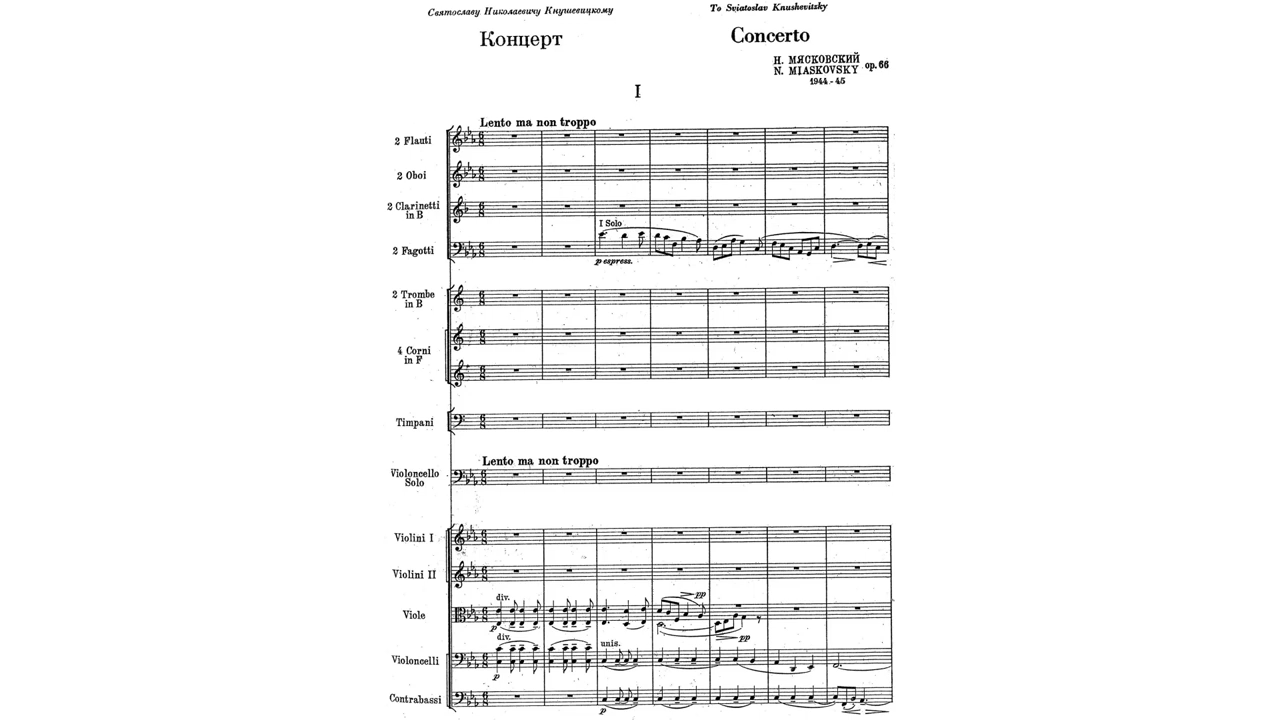 Святославу Николаевичу Кнушевицкому
To Sviatoslav Knushevitsky
Концерт
Concerto
Н. МЯСКОВСКИЙ
N. MIASKOVSKY
op. 66
1944-45
I
Lento ma non troppo
2 Flauti
2 Oboi
2 Clarinetti
in B
I Solo
2 Fagotti
p espress.
2 Trombe
in B
4 Corni
in F
Timpani
Lento ma non troppo
Violoncello
Solo
Violini I
Violini II
div.
pp
Viole
p
pp
div.
unis.
Violoncelli
p
Contrabassi
p